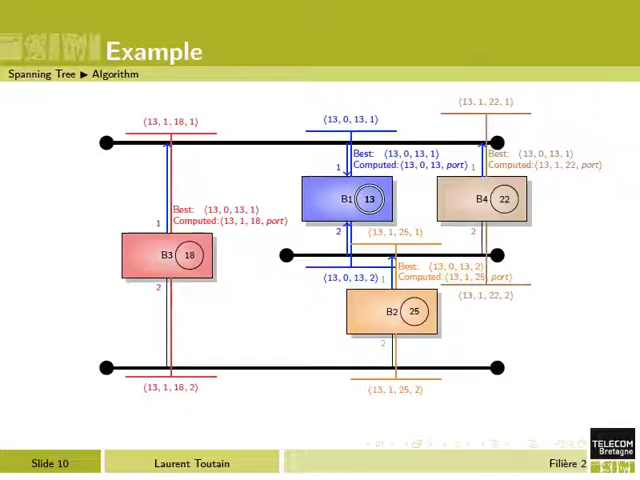 Example
Spanning Tree ▶ Algorithm
⟨13, 1, 22, 1⟩
⟨13, 1, 18, 1⟩
⟨13, 0, 13, 1⟩
Best: ⟨13, 0, 13, 1⟩
Computed:⟨13, 0, 13, port⟩
1
Best: ⟨13, 0, 13, 1⟩
Computed:⟨13, 1, 22, port⟩
1
B1 13
B4 22
Best: ⟨13, 0, 13, 1⟩
Computed:⟨13, 1, 18, port⟩
1
2
⟨13, 1, 25, 1⟩
2
B3 18
⟨13, 0, 13, 2⟩
Best: ⟨13, 0, 13, 2⟩
Computed:⟨13, 1, 25, port⟩
1
2
⟨13, 1, 22, 2⟩
B2 25
2
⟨13, 1, 18, 2⟩
⟨13, 1, 25, 2⟩
TELECOM
Bretagne
Slide 10
Laurent Toutain
Filière 2